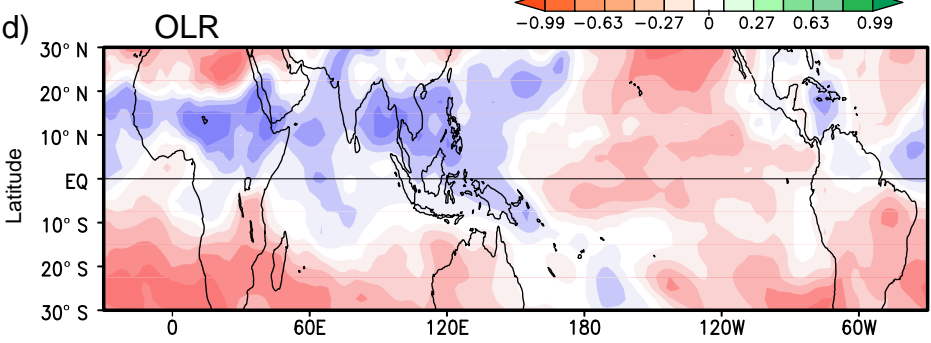 −0.99 −0.63 −0.27 0 0.27 0.63 0.99
d) OLR
30° N
20° N
10° N
EQ
10° S
20° S
30° S
Latitude
0 60E 120E 180 120W 60W